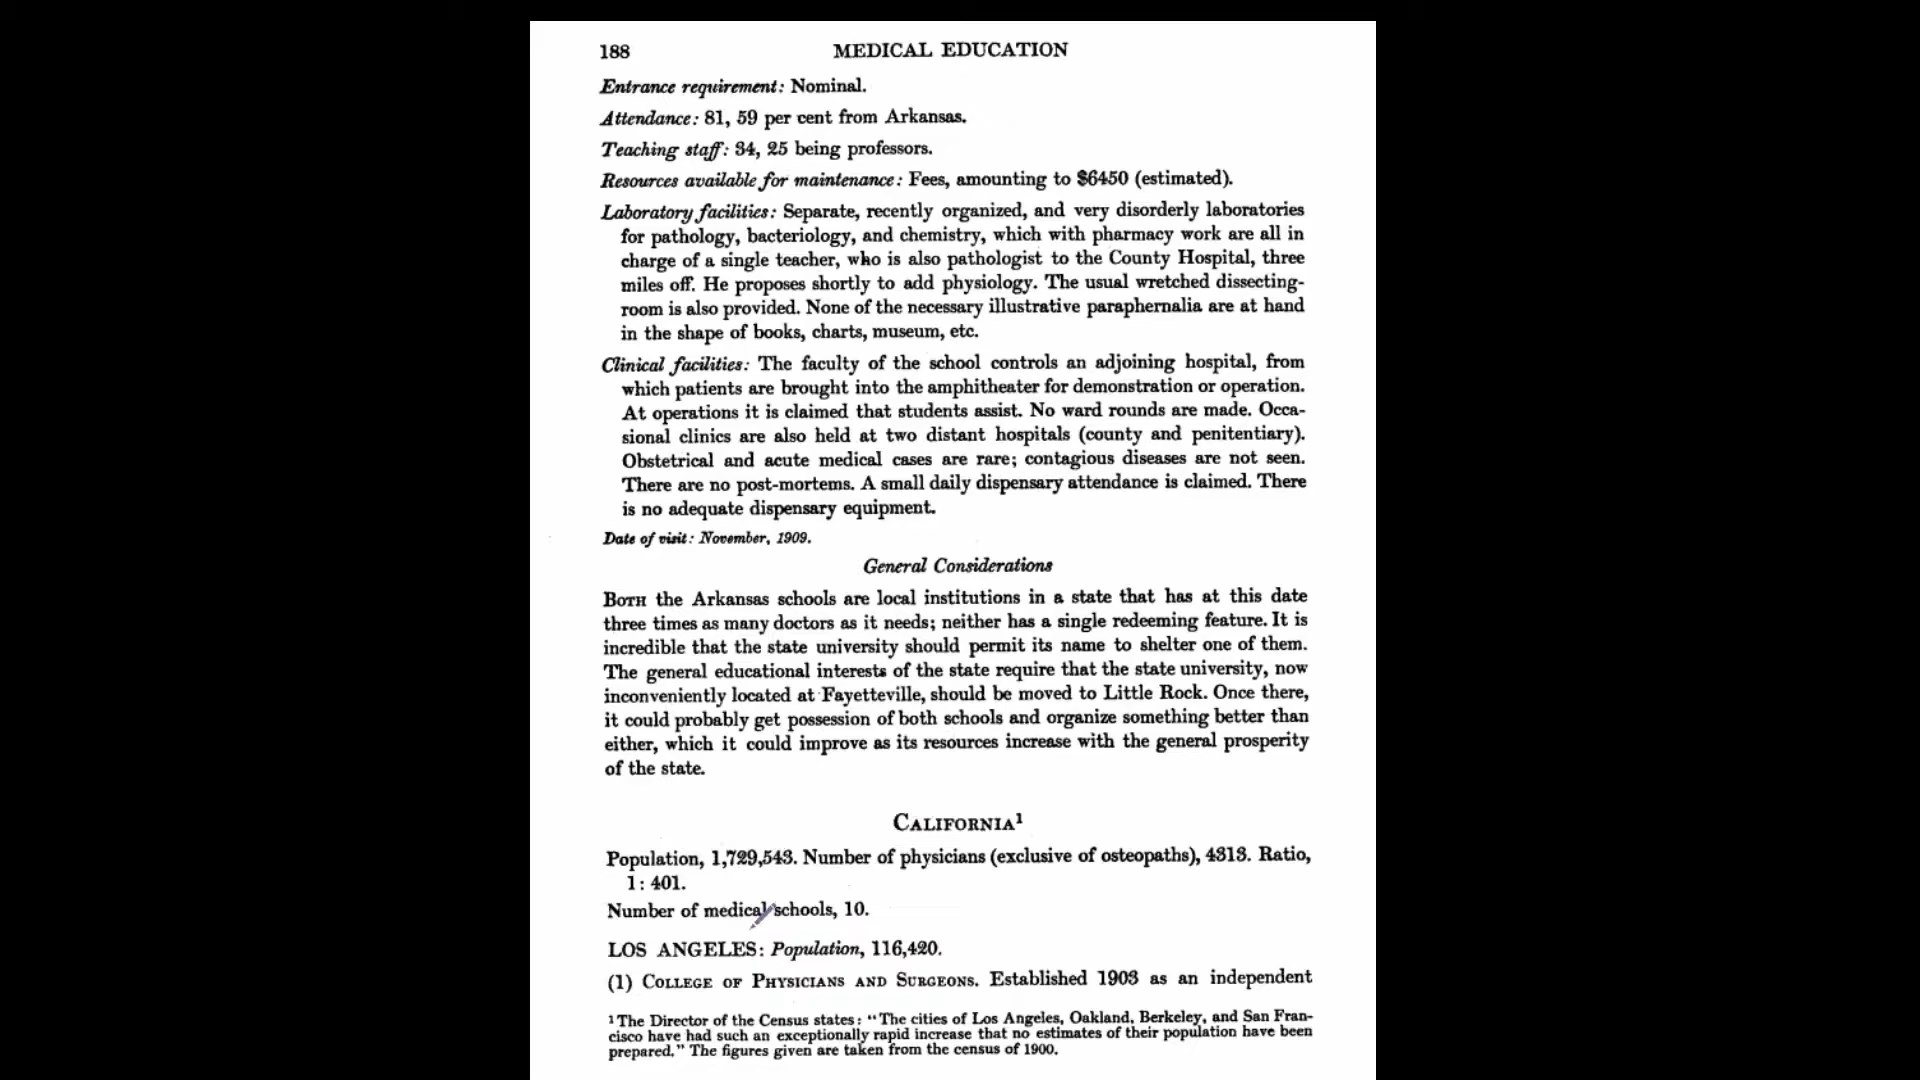 188 MEDICAL EDUCATION
Entrance requirement: Nominal.
Attendance: 81, 59 per cent from Arkansas.
Teaching staff: 34, 25 being professors.
Resources available for maintenance: Fees, amounting to $6450 (estimated).
Laboratory facilities: Separate, recently organized, and very disorderly laboratories
for pathology, bacteriology, and chemistry, which with pharmacy work are all in
charge of a single teacher, who is also pathologist to the County Hospital, three
miles off. He proposes shortly to add physiology. The usual wretched dissecting-
room is also provided. None of the necessary illustrative paraphernalia are at hand
in the shape of books, charts, museum, etc.
Clinical facilities: The faculty of the school controls an adjoining hospital, from
which patients are brought into the amphitheater for demonstration or operation.
At operations it is claimed that students assist. No ward rounds are made. Occa-
sional clinics are also held at two distant hospitals (county and penitentiary).
Obstetrical and acute medical cases are rare; contagious diseases are not seen.
There are no post-mortems. A small daily dispensary attendance is claimed. There
is no adequate dispensary equipment.
Date of visit: November, 1909.
General Considerations
BOTH the Arkansas schools are local institutions in a state that has at this date
three times as many doctors as it needs; neither has a single redeeming feature. It is
incredible that the state university should permit its name to shelter one of them.
The general educational interests of the state require that the state university, now
inconveniently located at Fayetteville, should be moved to Little Rock. Once there,
it could probably get possession of both schools and organize something better than
either, which it could improve as its resources increase with the general prosperity
of the state.
CALIFORNIA¹
Population, 1,729,543. Number of physicians (exclusive of osteopaths), 4313. Ratio,
1: 401.
Number of medical schools, 10.
LOS ANGELES: Population, 116,420.
(1) COLLEGE OF PHYSICIANS AND SURGEONS. Established 1903 as an independent
¹ The Director of the Census states: "The cities of Los Angeles, Oakland, Berkeley, and San Fran-
cisco have had such an exceptionally rapid increase that no estimates of their population have been
prepared." The figures given are taken from the census of 1900.